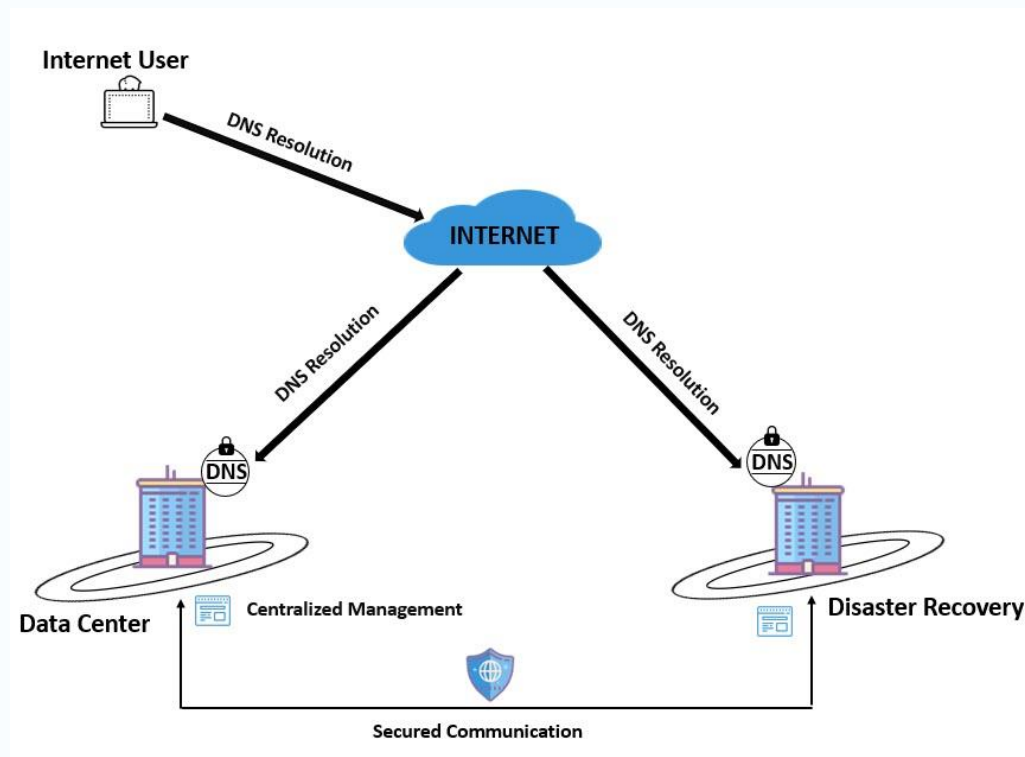 Internet User
DNS Resolution
INTERNET
DNS Resolution
DNS Resolution
DNS
DNS
Data Center
Centralized Management
Disaster Recovery
Secured Communication